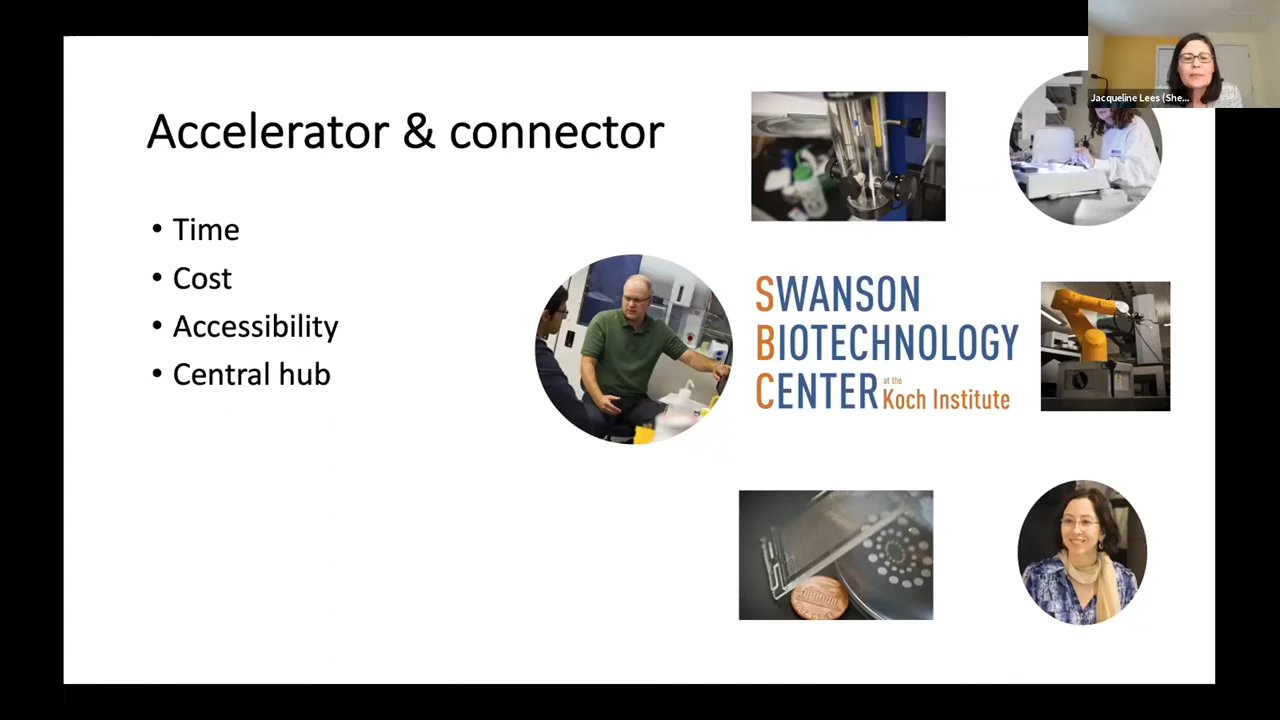 Accelerator & connector
• Time
• Cost
• Accessibility
• Central hub
SWANSON
BIOTECHNOLOGY
CENTER at the Koch Institute
Jacqueline Lees (She...